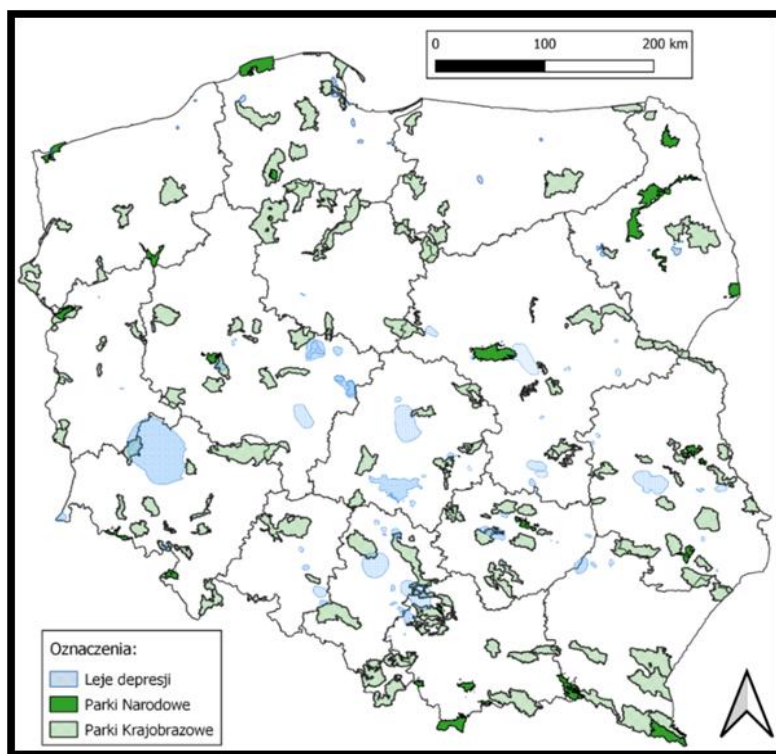 0 100 200 km
Oznaczenia:
Leje depresji
Parki Narodowe
Parki Krajobrazowe